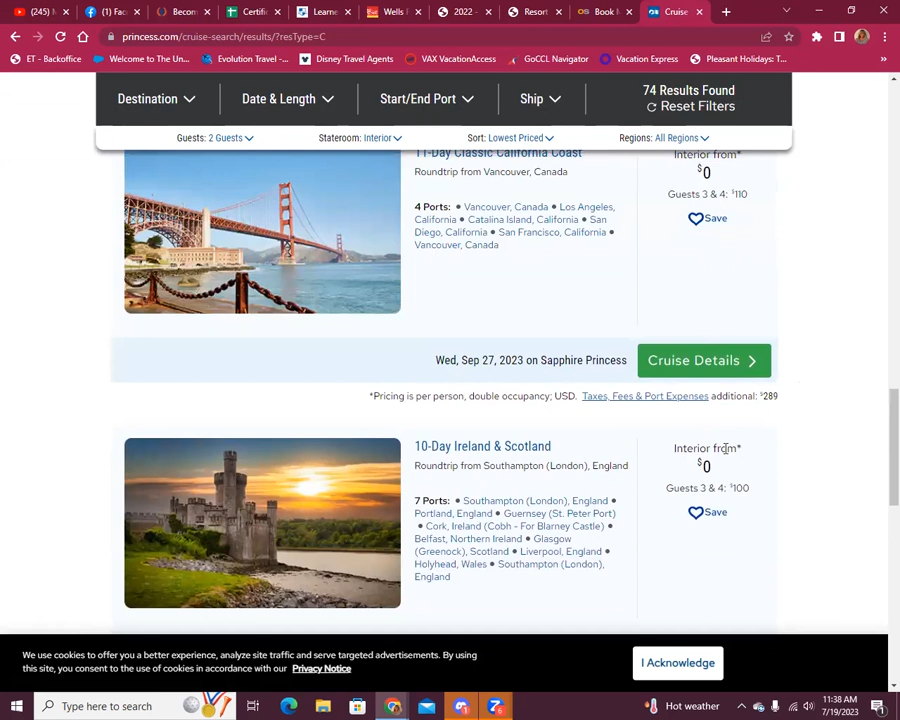 (245) M
(1) Fac
Becom
Certific
Learne
Wells F
2022 -
Resort
Book M
Cruise
princess.com/cruise-search/results/?resType=C
ET - Backoffice
Welcome to The Un...
Evolution Travel -...
Disney Travel Agents
VAX VacationAccess
GoCCL Navigator
Vacation Express
Pleasant Holidays: T...
Destination
Date & Length
Start/End Port
Ship
74 Results Found
Reset Filters
Guests: 2 Guests
Stateroom: Interior
Sort: Lowest Priced
Regions: All Regions
11-Day Classic California Coast
Roundtrip from Vancouver, Canada
4 Ports: • Vancouver, Canada • Los Angeles,
California • Catalina Island, California • San
Diego, California • San Francisco, California •
Vancouver, Canada
Interior from*
$0
Guests 3 & 4: $110
Save
Wed, Sep 27, 2023 on Sapphire Princess
Cruise Details
*Pricing is per person, double occupancy; USD. Taxes, Fees & Port Expenses additional: $289
10-Day Ireland & Scotland
Roundtrip from Southampton (London), England
7 Ports: • Southampton (London), England •
Portland, England • Guernsey (St. Peter Port)
• Cork, Ireland (Cobh - For Blarney Castle) •
Belfast, Northern Ireland • Glasgow
(Greenock), Scotland • Liverpool, England •
Holyhead, Wales • Southampton (London),
England
Interior from*
$0
Guests 3 & 4: $100
Save
We use cookies to offer you a better experience, analyze site traffic and serve targeted advertisements. By using
this site, you consent to the use of cookies in accordance with our Privacy Notice
I Acknowledge
Type here to search
Hot weather
11:38 AM
7/19/2023